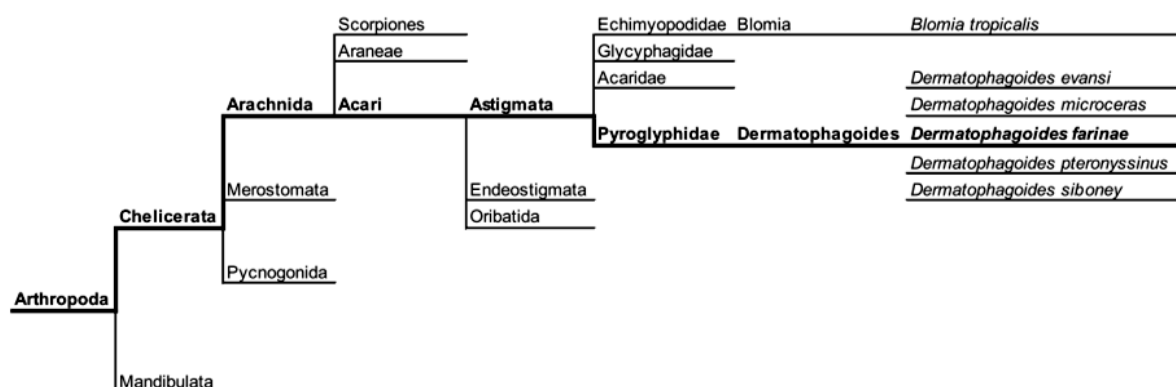 Scorpiones Echimyopodidae Blomia Blomia tropicalis
Araneae Glycyphagidae
Acaridae Dermatophagoides evansi
Arachnida Acari Astigmata Dermatophagoides microceras
Pyroglyphidae Dermatophagoides Dermatophagoides farinae
Dermatophagoides pteronyssinus
Merostomata Endeostigmata Dermatophagoides siboney
Chelicerata Oribatida
Pycnogonida
Arthropoda
Mandibulata